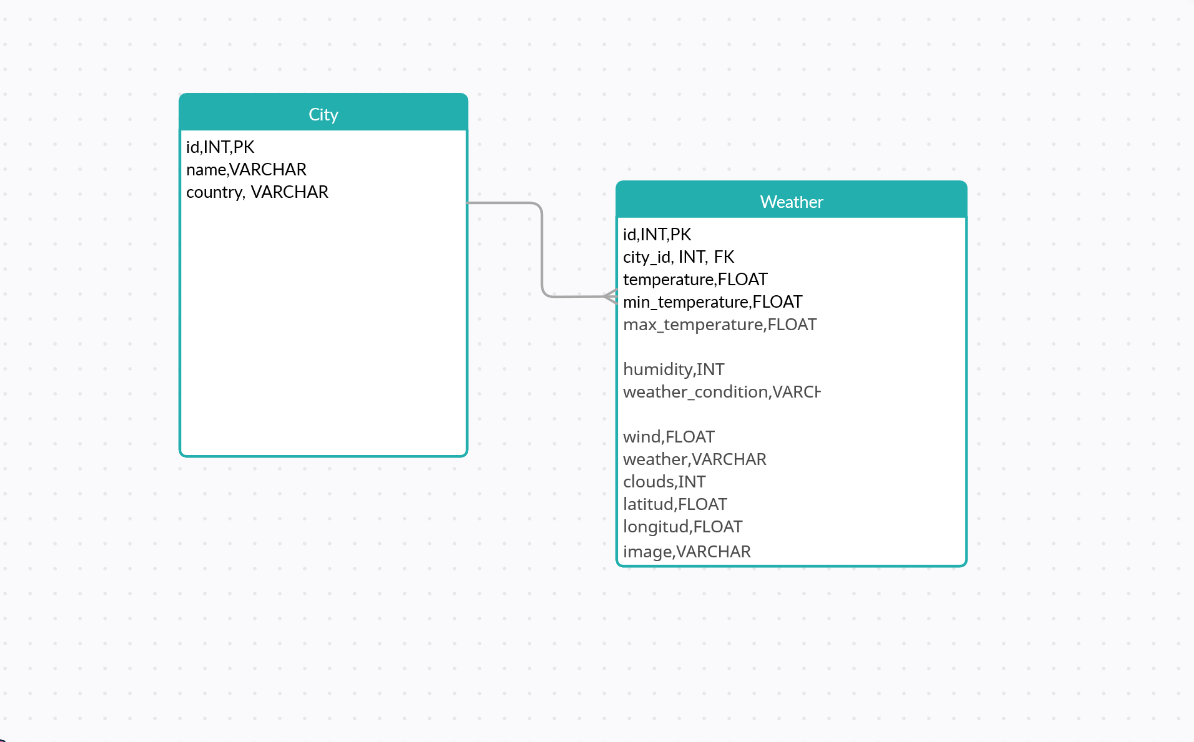 City
id,INT,PK
name,VARCHAR
country, VARCHAR
Weather
id,INT,PK
city_id, INT, FK
temperature,FLOAT
min_temperature,FLOAT
max_temperature,FLOAT
humidity,INT
weather_condition,VARCH
wind,FLOAT
weather,VARCHAR
clouds,INT
latitud,FLOAT
longitud,FLOAT
image,VARCHAR